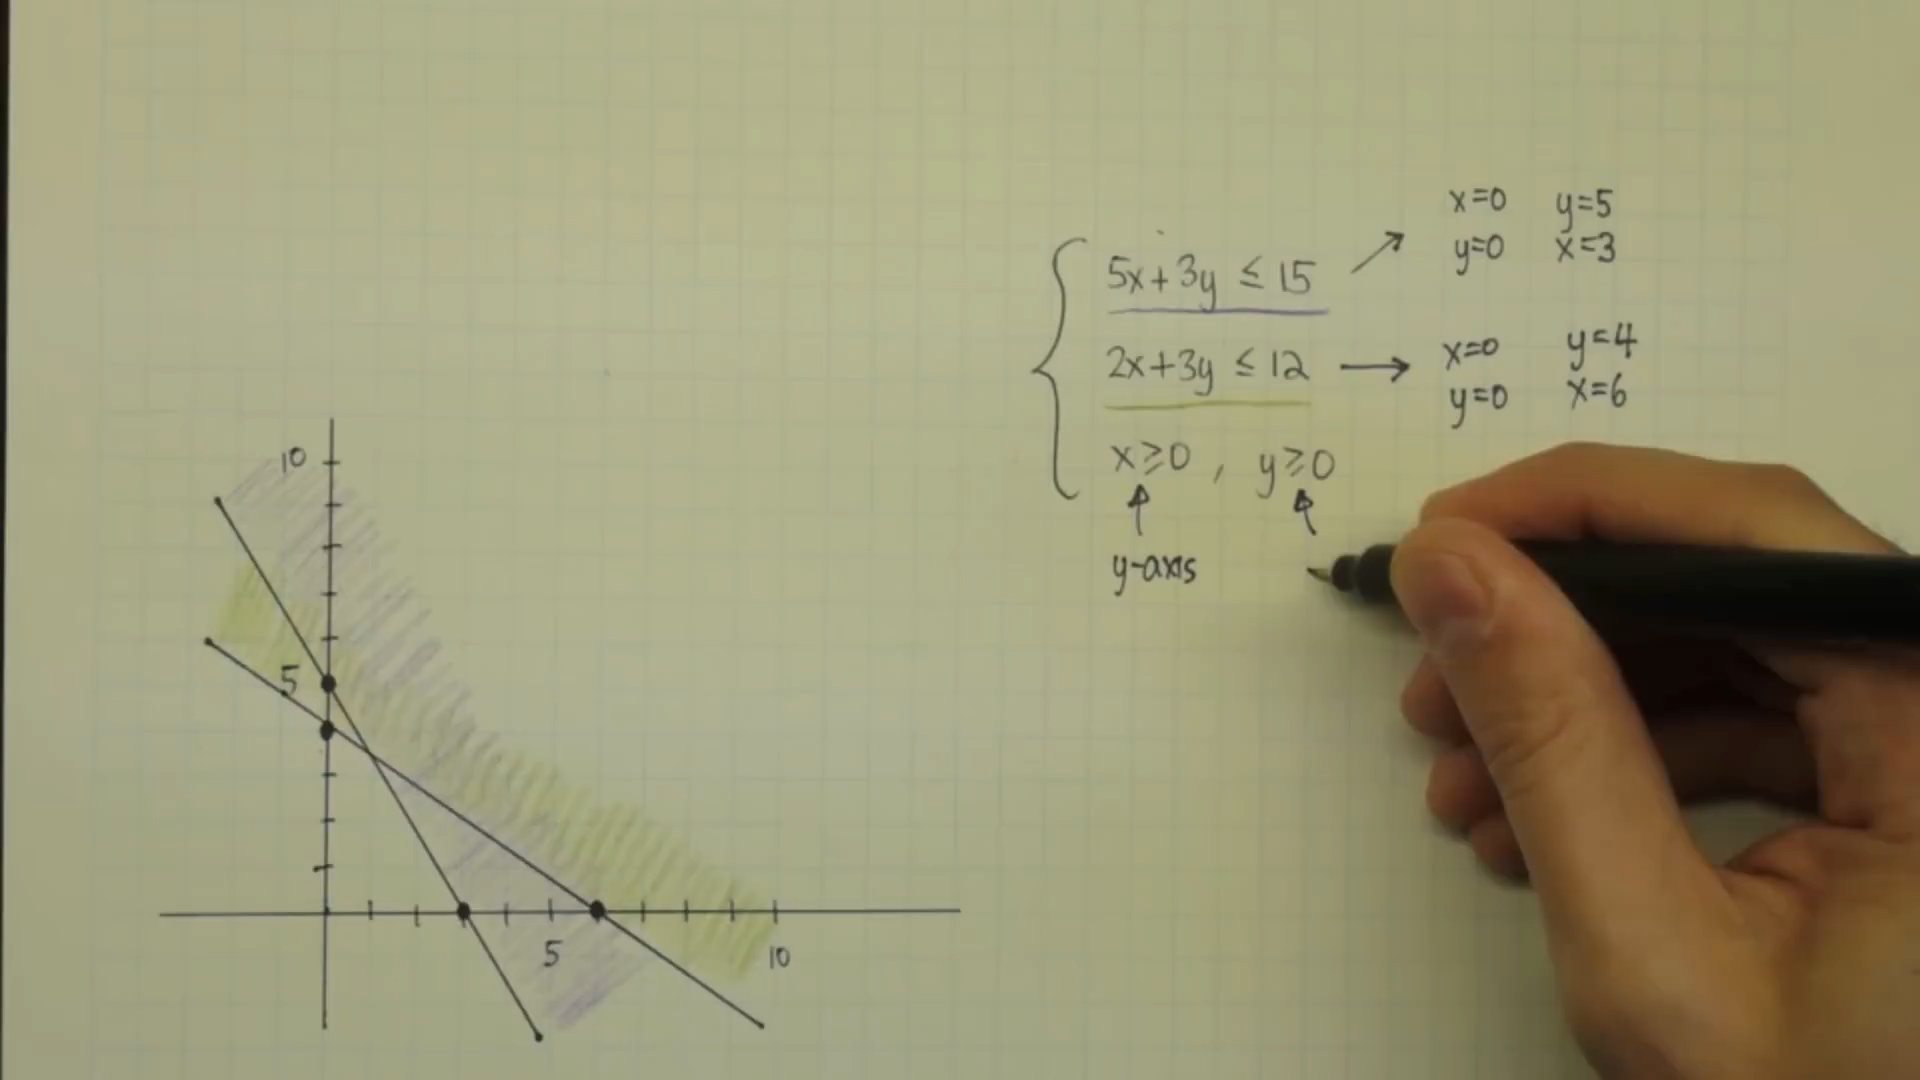 x=0 y=5
y=0 x=3
5x+3y ≤ 15
2x+3y ≤ 12
x=0 y=4
y=0 x=6
x≥0 , y≥0
y-axis
10
5
5
10